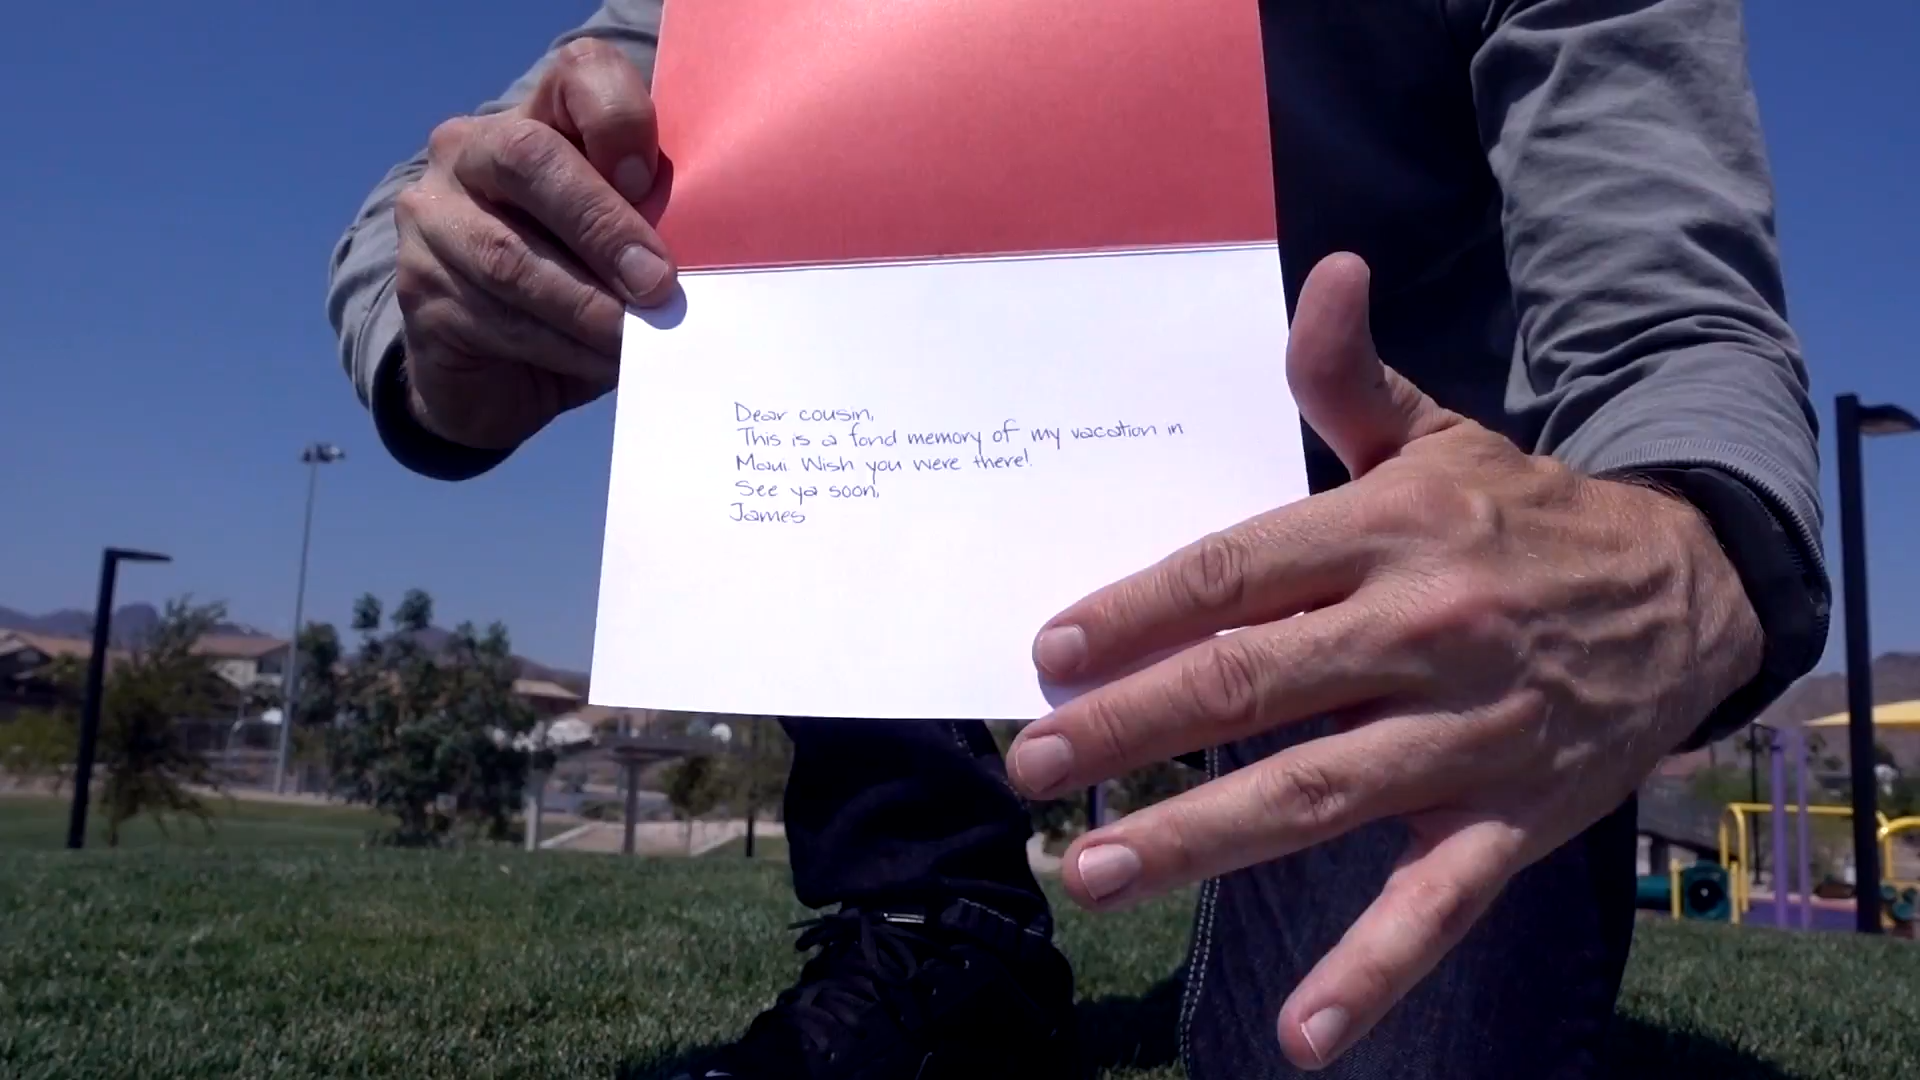 Dear cousin,
This is a fond memory of my vacation in
Maui Wish you were there!
See ya soon,
James